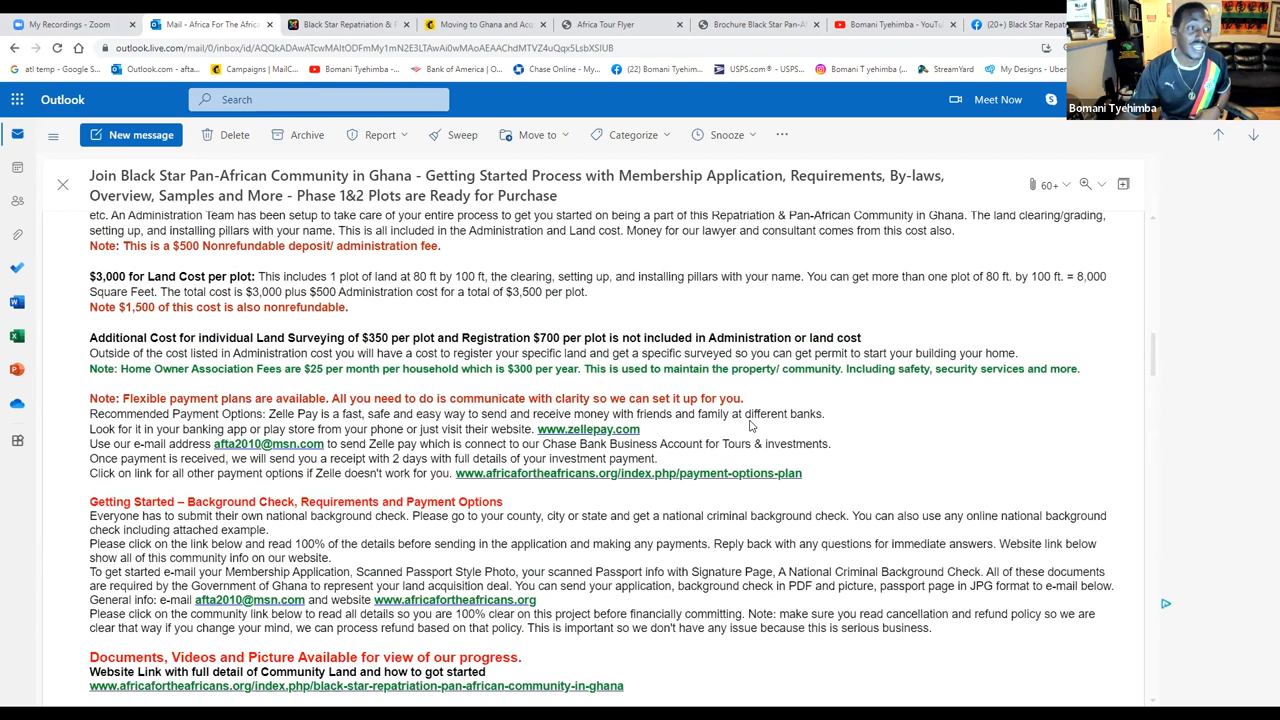 My Recordings - Zoom
Mail - Africa For The African
Black Star Repatriation & P
Moving to Ghana and Acq
Africa Tour Flyer
Brochure Black Star Pan-A
Bomani Tyehimba - YouTu
(20+) Black Star Repat
outlook.live.com/mail/0/inbox/id/AQQkADAwATcwMAItODFmMy1mN2E3LTAwAi0wMAoAEAAChdMTVZ4uQqx5LsbSXIUB
atl temp - Google S...
Outlook.com - afta...
Campaigns | MailC...
Bomani Tyehimba -...
Bank of America | O...
Chase Online - My...
(22) Bomani Tyehim...
USPS.com® - USPS...
Bomani T yehimba (...
StreamYard
My Designs - Uber
Bomani Tyehimba
Outlook
Search
Meet Now
New message
Delete
Archive
Report
Sweep
Move to
Categorize
Snooze
Join Black Star Pan-African Community in Ghana - Getting Started Process with Membership Application, Requirements, By-laws,
Overview, Samples and More - Phase 1&2 Plots are Ready for Purchase
60+
etc. An Administration Team has been setup to take care of your entire process to get you started on being a part of this Repatriation & Pan-African Community in Ghana. The land clearing/grading,
setting up, and installing pillars with your name. This is all included in the Administration and Land cost. Money for our lawyer and consultant comes from this cost also.
Note: This is a $500 Nonrefundable deposit/ administration fee.
$3,000 for Land Cost per plot: This includes 1 plot of land at 80 ft by 100 ft, the clearing, setting up, and installing pillars with your name. You can get more than one plot of 80 ft. by 100 ft. = 8,000
Square Feet. The total cost is $3,000 plus $500 Administration cost for a total of $3,500 per plot.
Note $1,500 of this cost is also nonrefundable.
Additional Cost for individual Land Surveying of $350 per plot and Registration $700 per plot is not included in Administration or land cost
Outside of the cost listed in Administration cost you will have a cost to register your specific land and get a specific surveyed so you can get permit to start your building your home.
Note: Home Owner Association Fees are $25 per month per household which is $300 per year. This is used to maintain the property/ community. Including safety, security services and more.
Note: Flexible payment plans are available. All you need to do is communicate with clarity so we can set it up for you.
Recommended Payment Options: Zelle Pay is a fast, safe and easy way to send and receive money with friends and family at different banks.
Look for it in your banking app or play store from your phone or just visit their website. www.zellepay.com
Use our e-mail address afta2010@msn.com to send Zelle pay which is connect to our Chase Bank Business Account for Tours & investments.
Once payment is received, we will send you a receipt with 2 days with full details of your investment payment.
Click on link for all other payment options if Zelle doesn't work for you. www.africafortheafricans.org/index.php/payment-options-plan
Getting Started – Background Check, Requirements and Payment Options
Everyone has to submit their own national background check. Please go to your county, city or state and get a national criminal background check. You can also use any online national background
check including attached example.
Please click on the link below and read 100% of the details before sending in the application and making any payments. Reply back with any questions for immediate answers. Website link below
show all of this community info on our website.
To get started e-mail your Membership Application, Scanned Passport Style Photo, your scanned Passport info with Signature Page, A National Criminal Background Check. All of these documents
are required by the Government of Ghana to represent your land acquisition deal. You can send your application, background check in PDF and picture, passport page in JPG format to e-mail below.
General info: e-mail afta2010@msn.com and website www.africafortheafricans.org
Please click on the community link below to read all details so you are 100% clear on this project before financially committing. Note: make sure you read cancellation and refund policy so we are
clear that way if you change your mind, we can process refund based on that policy. This is important so we don't have any issue because this is serious business.
Documents, Videos and Picture Available for view of our progress.
Website Link with full detail of Community Land and how to got started
www.africafortheafricans.org/index.php/black-star-repatriation-pan-african-community-in-ghana